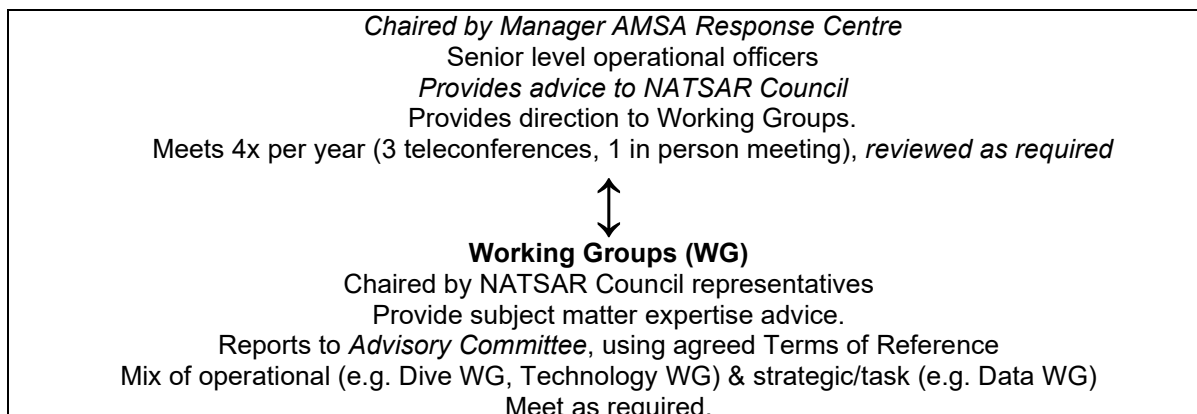 Chaired by Manager AMSA Response Centre
Senior level operational officers
Provides advice to NATSAR Council
Provides direction to Working Groups.
Meets 4x per year (3 teleconferences, 1 in person meeting), reviewed as required
Working Groups (WG)
Chaired by NATSAR Council representatives
Provide subject matter expertise advice.
Reports to Advisory Committee, using agreed Terms of Reference
Mix of operational (e.g. Dive WG, Technology WG) & strategic/task (e.g. Data WG)
Meet as required.